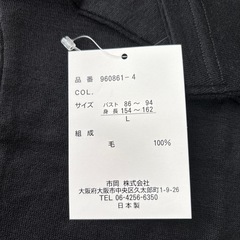 品番 960861-4
COL.
サイズ バスト 86～ 94
身長 154～162
L
組成
毛 100%
市岡 株式会社
大阪府大阪市中央区久太郎町1-9-26
TEL 06-4256-6350
日本製